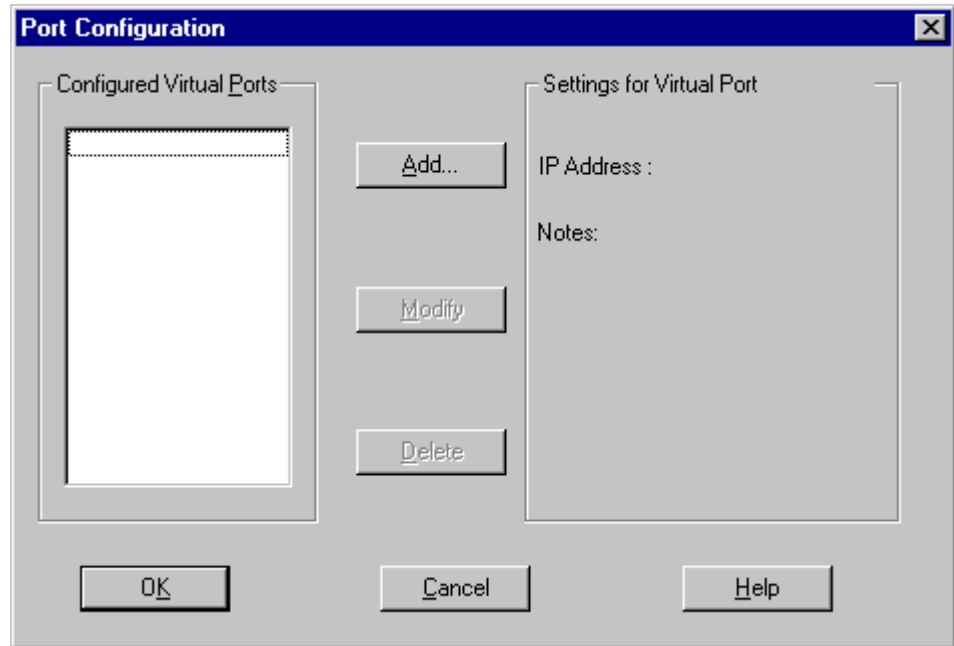 Port Configuration
Configured Virtual Ports
Settings for Virtual Port
Add...
IP Address :
Notes:
Modify
Delete
OK
Cancel
Help